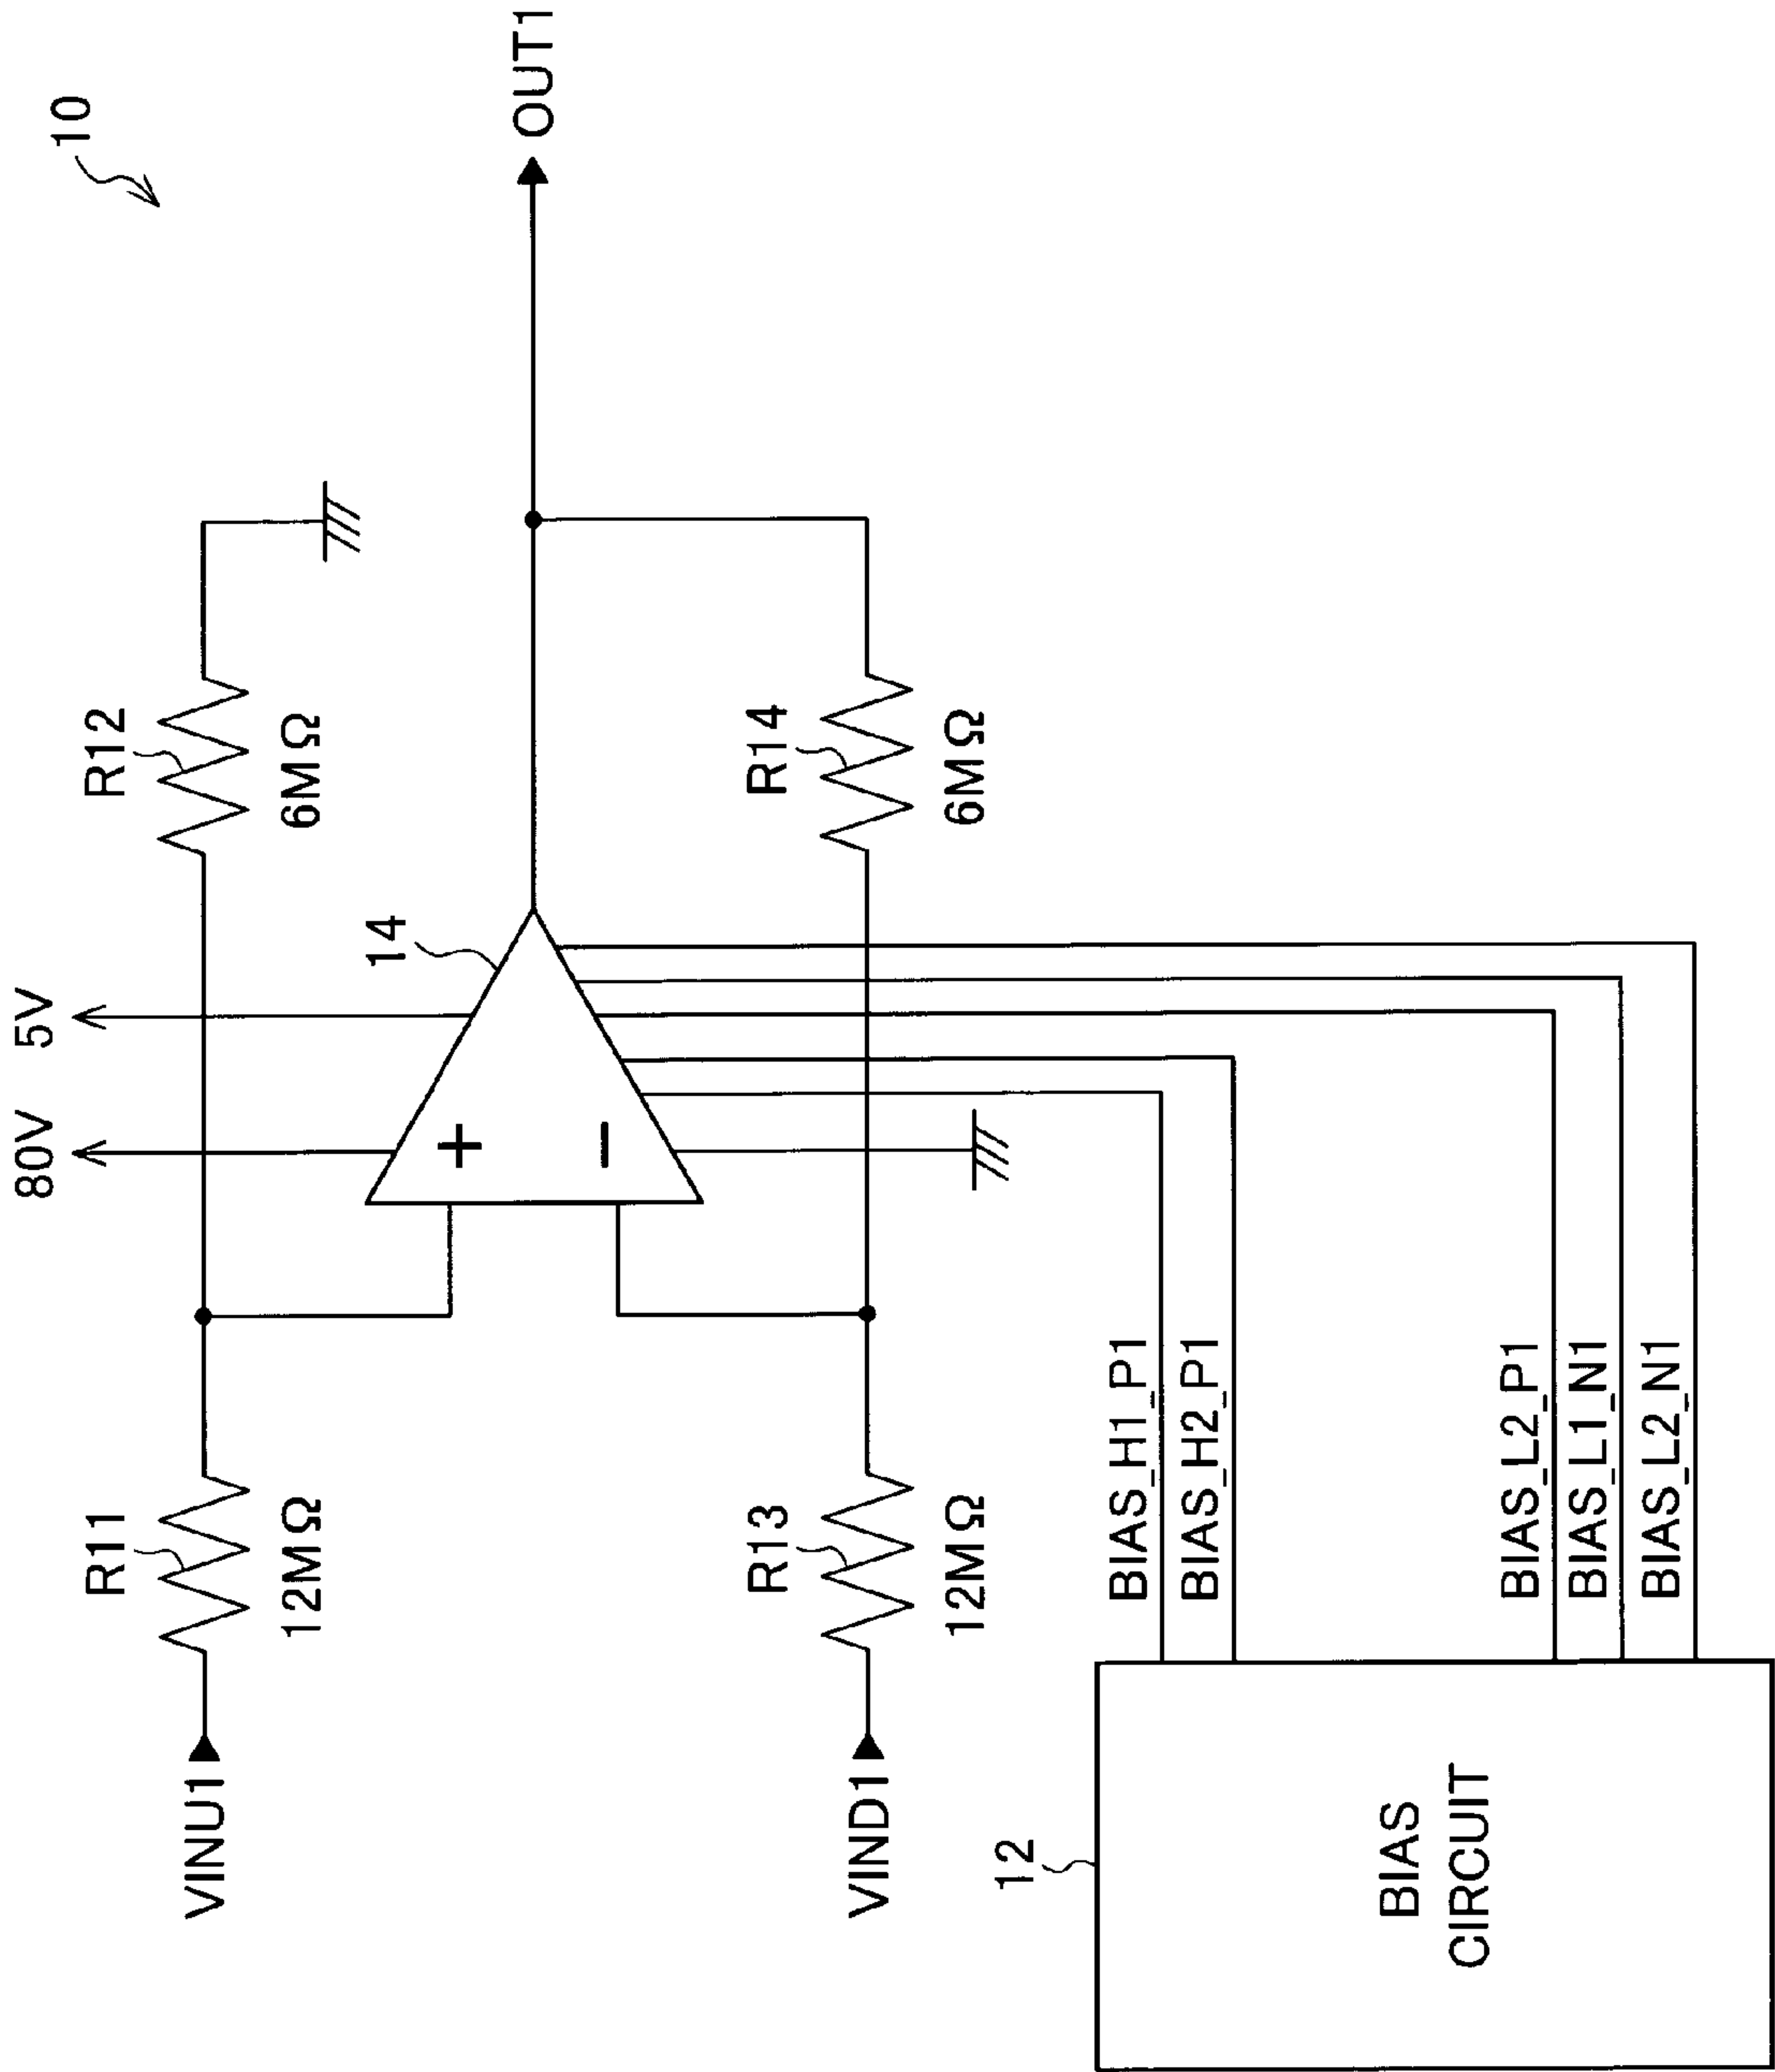 10
80V
5V
R11
12MΩ
R12
6MΩ
VINU1
14
+
−
OUT1
R13
12MΩ
R14
6MΩ
VIND1
12
BIAS
CIRCUIT
BIAS_H1_P1
BIAS_H2_P1
BIAS_L2_P1
BIAS_L1_N1
BIAS_L2_N1